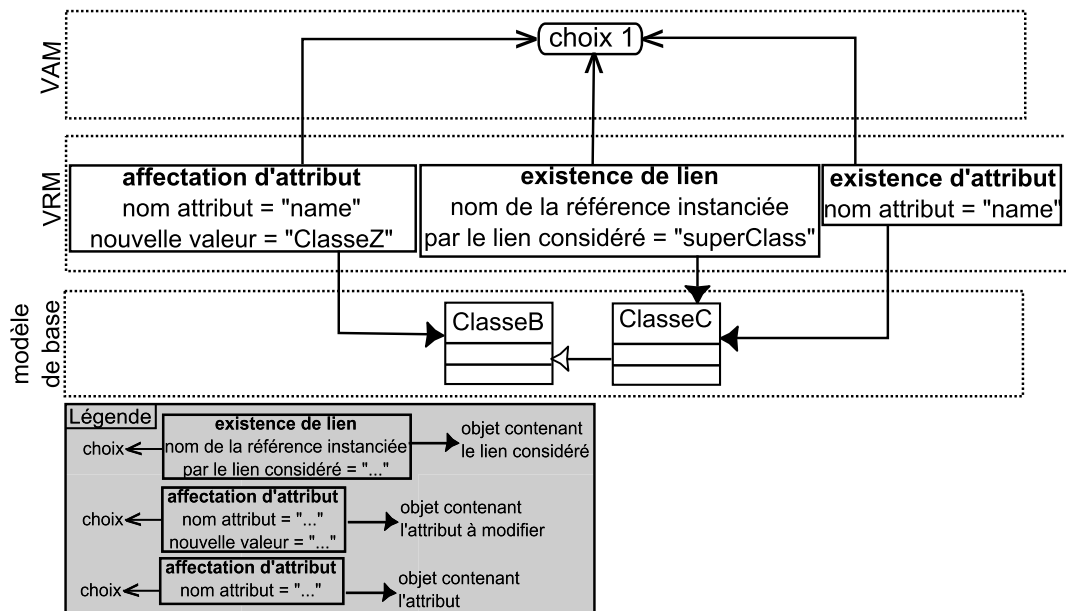 VAM
choix 1
VRM
affectation d'attribut
nom attribut = "name"
nouvelle valeur = "ClasseZ"
existence de lien
nom de la référence instanciée
par le lien considéré = "superClass"
existence d'attribut
nom attribut = "name"
modèle
de base
ClasseB
ClasseC
Légende
choix
existence de lien
nom de la référence instanciée
par le lien considéré = "..."
objet contenant
le lien considéré
choix
affectation d'attribut
nom attribut = "..."
nouvelle valeur = "..."
objet contenant
l'attribut à modifier
choix
affectation d'attribut
nom attribut = "..."
objet contenant
l'attribut